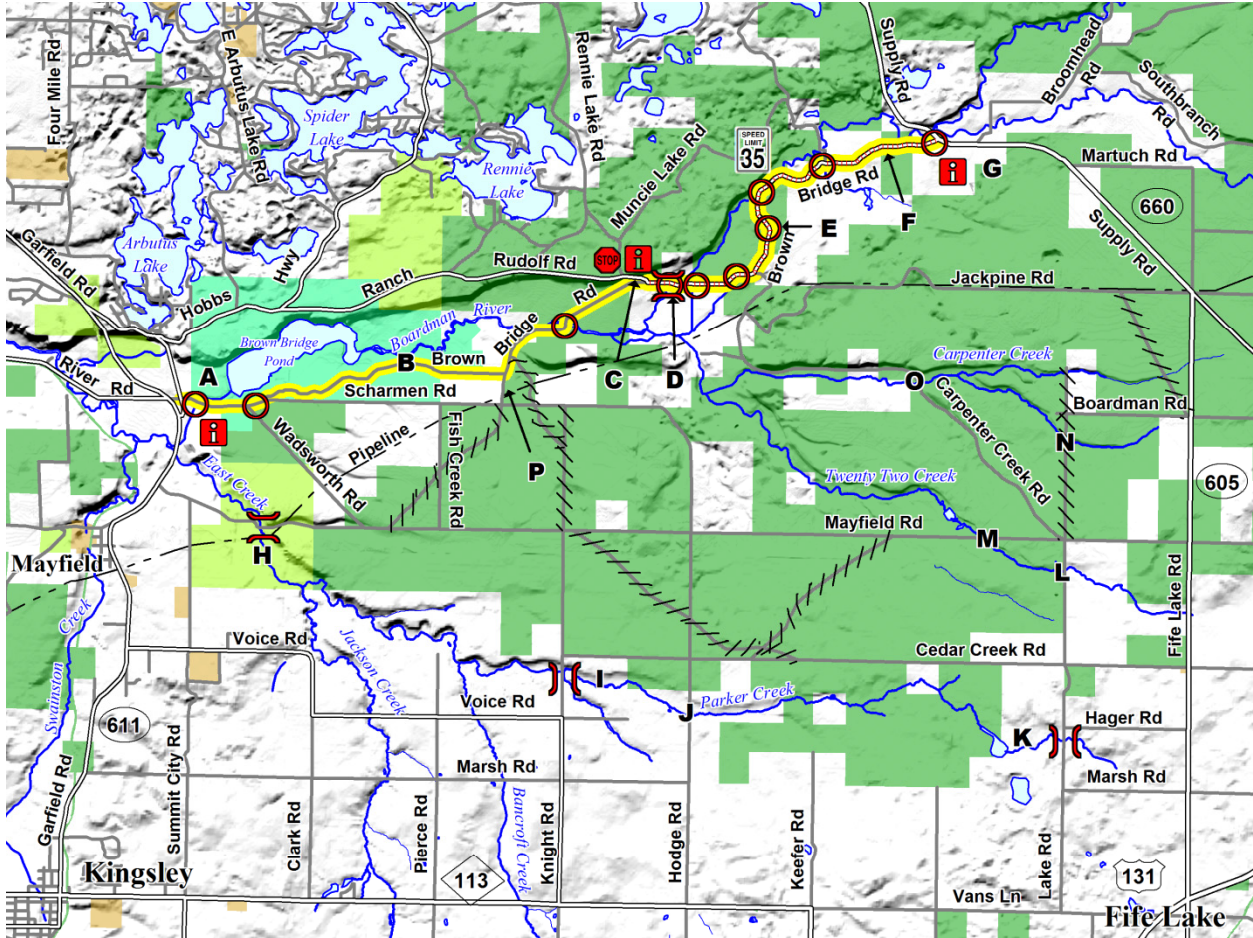 Four Mile Rd
E Arbutus Lake Rd
Spider
Lake
Rennie Lake Rd
Muncie Lake Rd
Rennie
Lake
Arbutus
Lake
Hwy
Garfield Rd
Hobbs
Ranch
Rudolf Rd
STOP
i
SPEED
LIMIT
35
Supply Rd
Broomhead
Rd
Southbranch
Rd
Martuch Rd
Bridge Rd
Brown
E
F
G
i
660
Supply Rd
Jackpine Rd
River
Rd
A
i
Brown Bridge
Pond
Boardman
River
B
Brown
Bridge
Rd
Scharmen Rd
C
D
P
Carpenter Creek
O
Carpenter Creek Rd
Boardman Rd
N
605
Wadsworth Rd
Pipeline
Fish Creek Rd
East Creek
H
Twenty Two Creek
Mayfield Rd
M
L
Fife Lake Rd
Mayfield
Swainston
Creek
Voice Rd
Jackson Creek
Cedar Creek Rd
I
Voice Rd
J
Parker Creek
K
Hager Rd
Marsh Rd
611
Garfield Rd
Summit City Rd
Clark Rd
Pierce Rd
Marsh Rd
Bancroft Creek
Knight Rd
Hodge Rd
Keefer Rd
Lake Rd
Vans Ln
Kingsley
113
131
Fife Lake